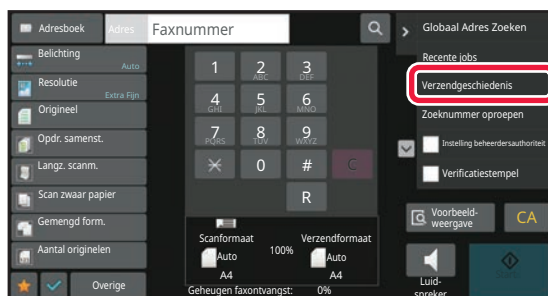 Adresboek
Adres
Faxnummer
Globaal Adres Zoeken
Belichting
Auto
Recente jobs
Resolutie
Extra Fijn
Verzendgeschiedenis
Origineel
Zoeknummer oproepen
Opdr. samenst.
Instelling beheerdersauthoriteit
Langz. scanm.
Verificatiestempel
Scan zwaar papier
Gemengd form.
Aantal originelen
Overige
1
2 ABC
3 DEF
4 GHI
5 JKL
6 MNO
7 PQRS
8 TUV
9 WXYZ
0
#
C
R
Scanformaat
100%
Verzendformaat
Auto
A4
Auto
A4
Geheugen faxontvangst: 0%
Voorbeeld-
weergave
CA
Luid-
spreker
Start